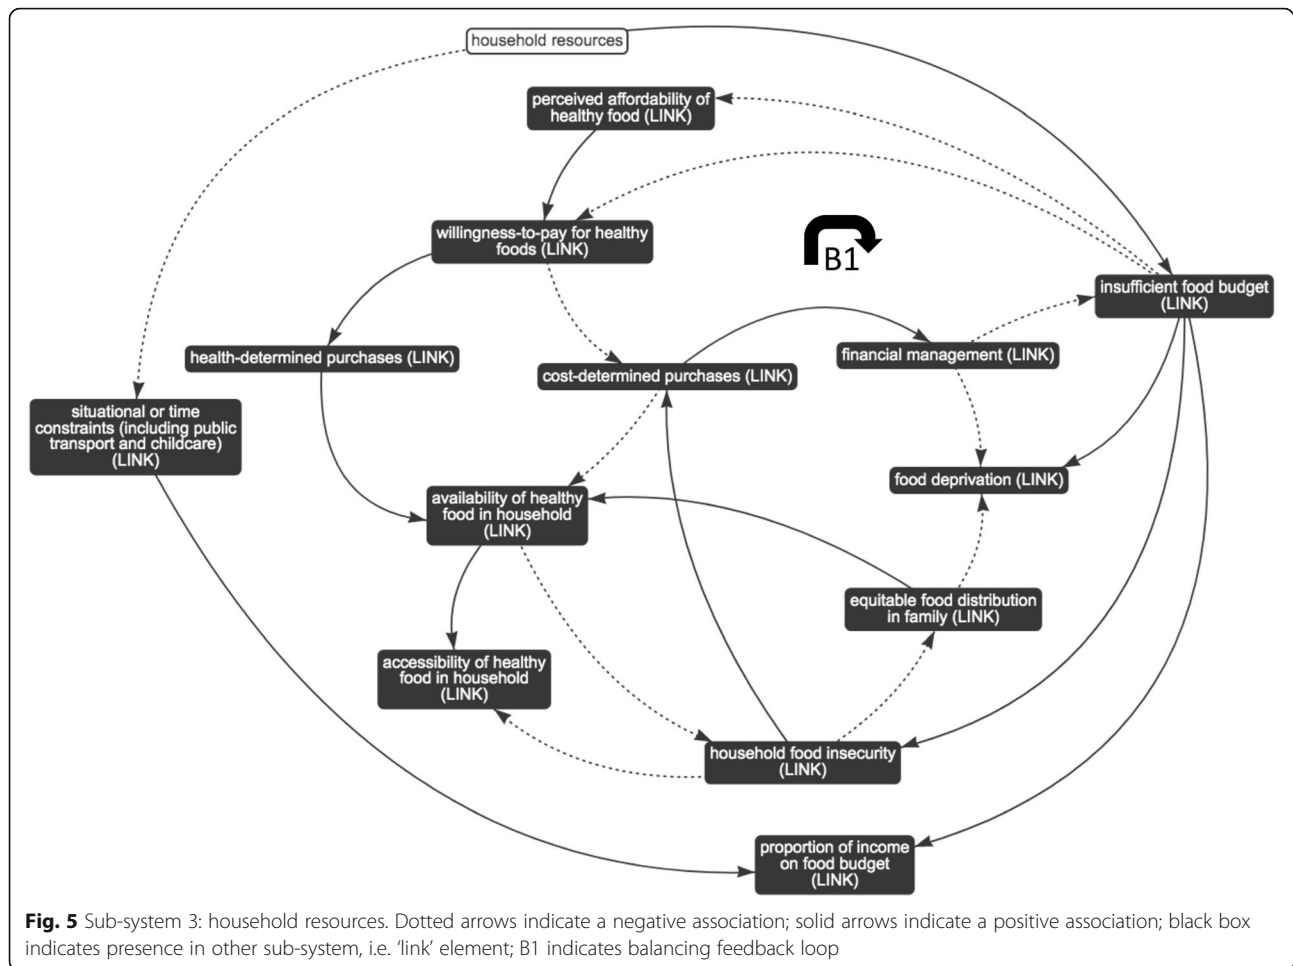 household resources
perceived affordability of
healthy food (LINK)
willingness-to-pay for healthy
foods (LINK)
B1
insufficient food budget
(LINK)
health-determined purchases (LINK)
cost-determined purchases (LINK)
financial management (LINK)
situational or time
constraints (including public
transport and childcare)
(LINK)
food deprivation (LINK)
availability of healthy
food in household
(LINK)
equitable food distribution
in family (LINK)
accessibility of healthy
food in household
(LINK)
household food insecurity
(LINK)
proportion of income
on food budget
(LINK)
Fig. 5 Sub-system 3: household resources. Dotted arrows indicate a negative association; solid arrows indicate a positive association; black box
indicates presence in other sub-system, i.e. ‘link’ element; B1 indicates balancing feedback loop